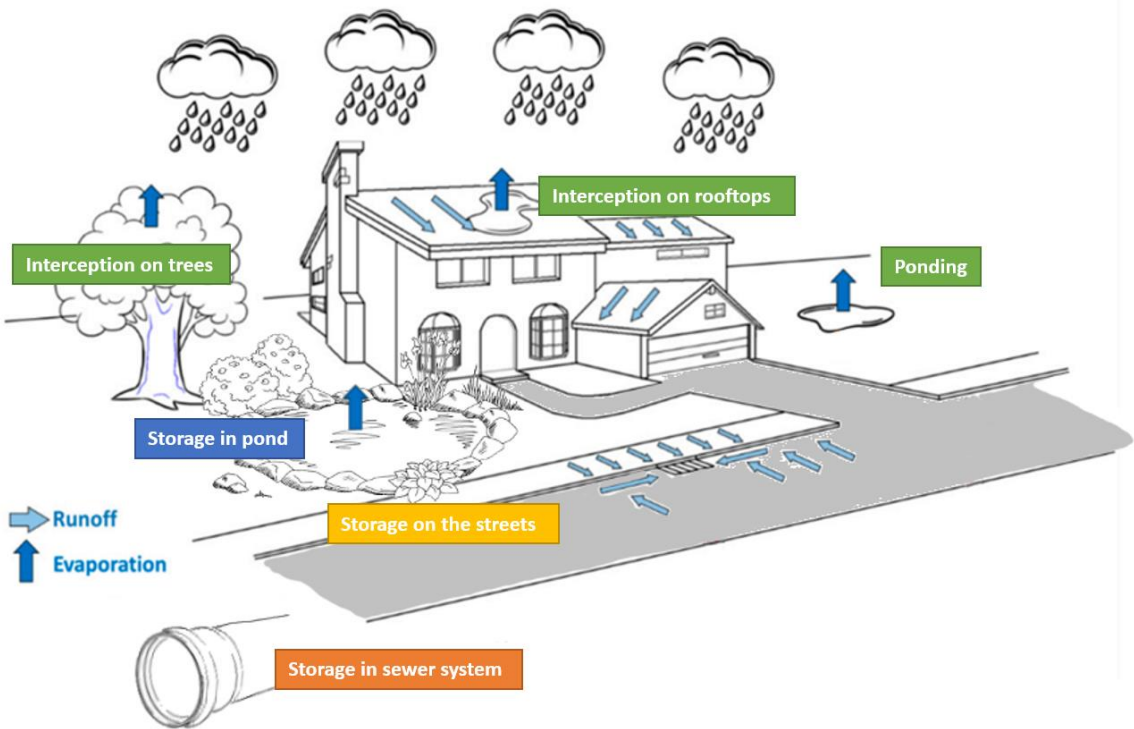 Interception on rooftops
Interception on trees
Ponding
Storage in pond
Storage on the streets
Runoff
Evaporation
Storage in sewer system